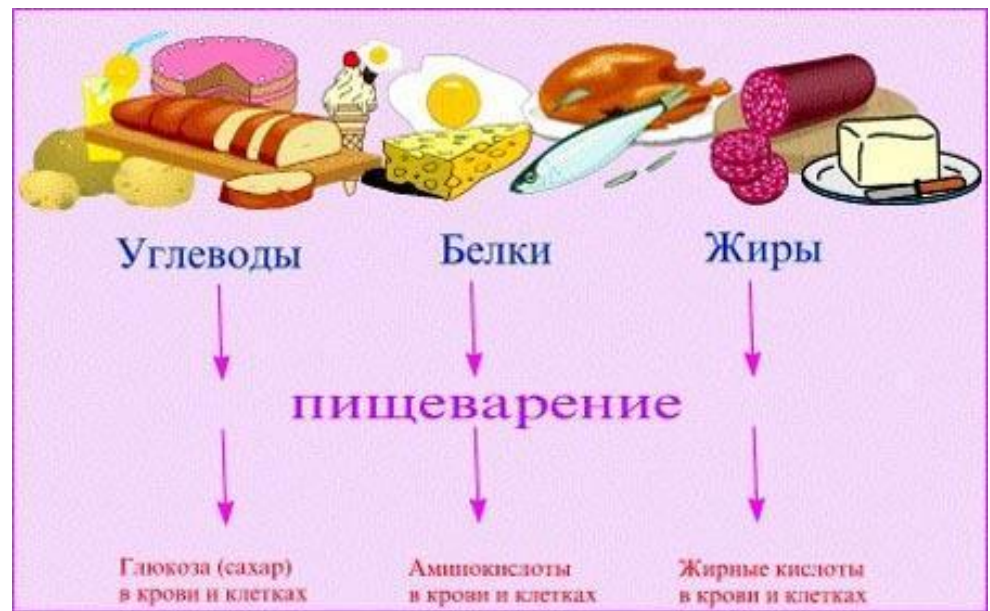 Углеводы
Белки
Жиры
пищеварение
Глюкоза (сахар)
в крови и клетках
Аминокислоты
в крови и клетках
Жирные кислоты
в крови и клетках